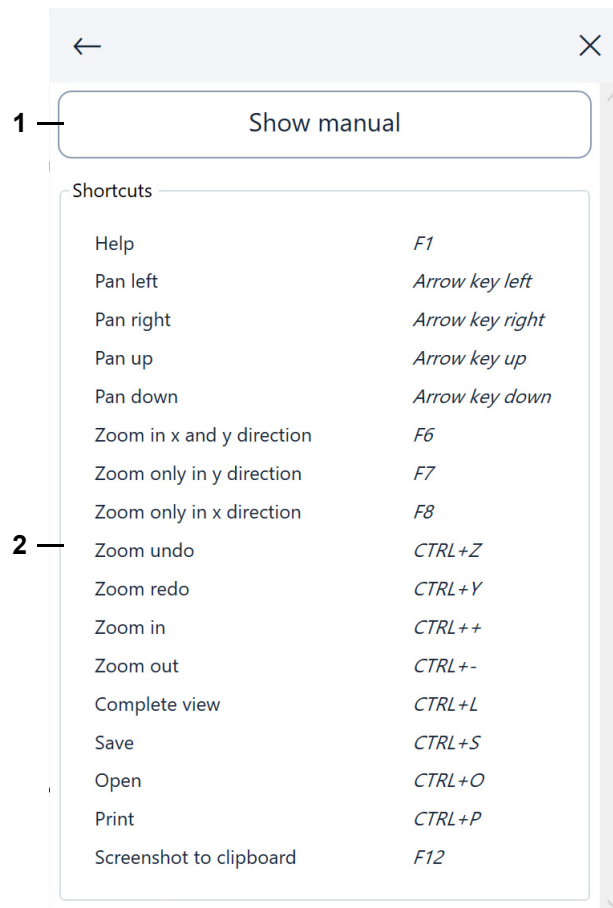 1 Show manual
Shortcuts
Help F1
Pan left Arrow key left
Pan right Arrow key right
Pan up Arrow key up
Pan down Arrow key down
Zoom in x and y direction F6
Zoom only in y direction F7
Zoom only in x direction F8
2 Zoom undo CTRL+Z
Zoom redo CTRL+Y
Zoom in CTRL++
Zoom out CTRL+-
Complete view CTRL+L
Save CTRL+S
Open CTRL+O
Print CTRL+P
Screenshot to clipboard F12